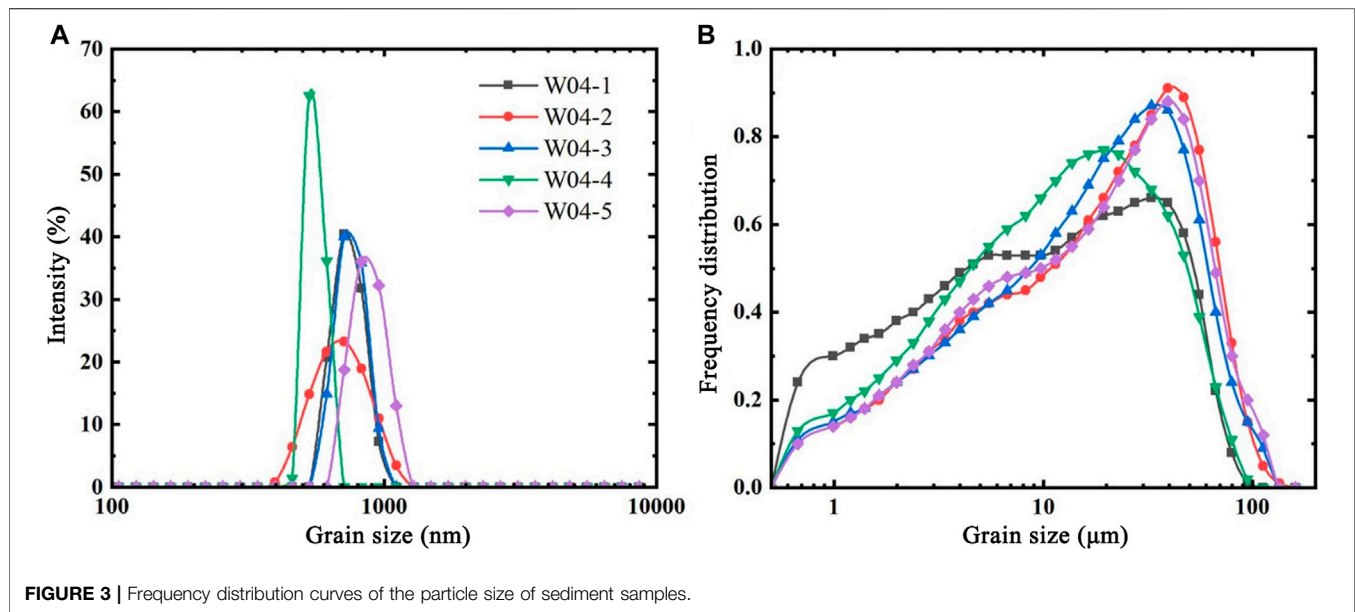 A
70
60
50
40
30
20
10
0
Intensity (%)
100
1000
10000
Grain size (nm)
W04-1
W04-2
W04-3
W04-4
W04-5
B
1.0
0.8
0.6
0.4
0.2
0.0
Frequency distribution
1
10
100
Grain size (μm)
FIGURE 3 | Frequency distribution curves of the particle size of sediment samples.